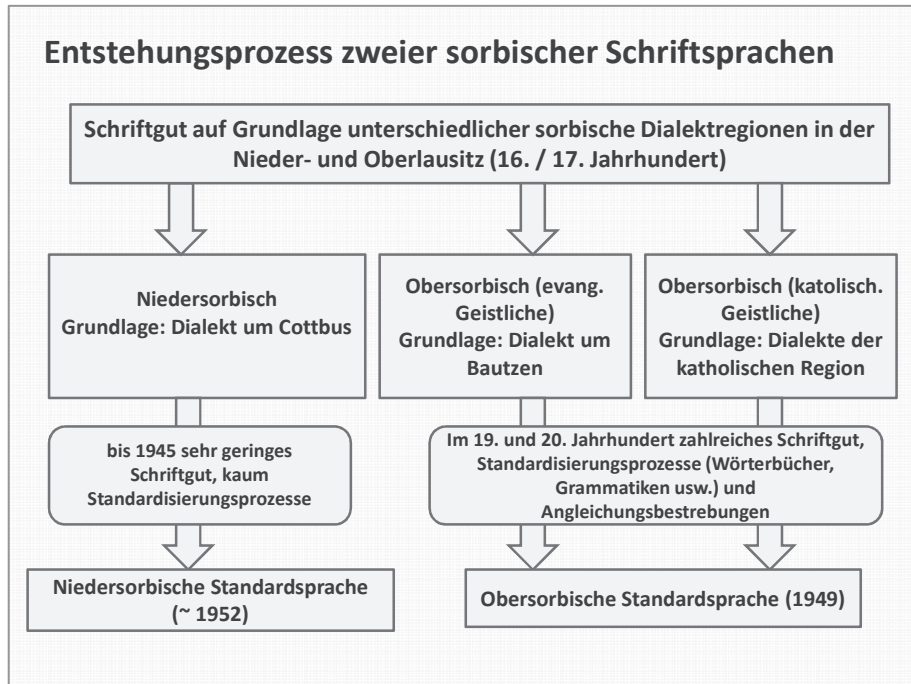 Entstehungsprozess zweier sorbischer Schriftsprachen
Schriftgut auf Grundlage unterschiedlicher sorbische Dialektregionen in der
Nieder- und Oberlausitz (16. / 17. Jahrhundert)
Niedersorbisch
Grundlage: Dialekt um Cottbus
Obersorbisch (evang.
Geistliche)
Grundlage: Dialekt um
Bautzen
Obersorbisch (katolisch.
Geistliche)
Grundlage: Dialekte der
katholischen Region
bis 1945 sehr geringes
Schriftgut, kaum
Standardisierungsprozesse
Im 19. und 20. Jahrhundert zahlreiches Schriftgut,
Standardisierungsprozesse (Wörterbücher,
Grammatiken usw.) und
Angleichungsbestrebungen
Niedersorbische Standardsprache
(~ 1952)
Obersorbische Standardsprache (1949)